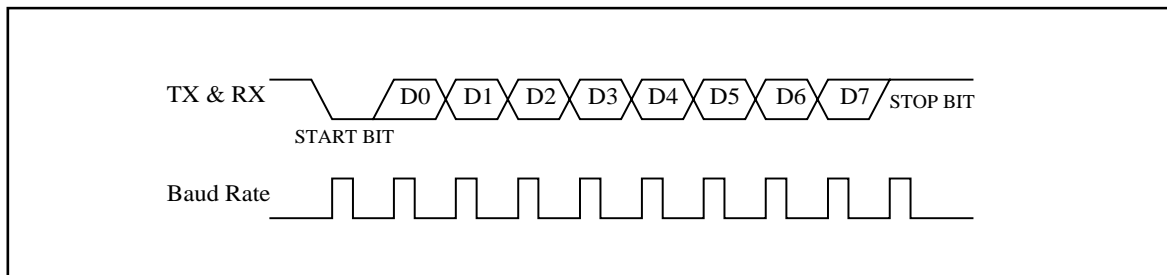 TX & RX D0 D1 D2 D3 D4 D5 D6 D7 STOP BIT
START BIT
Baud Rate